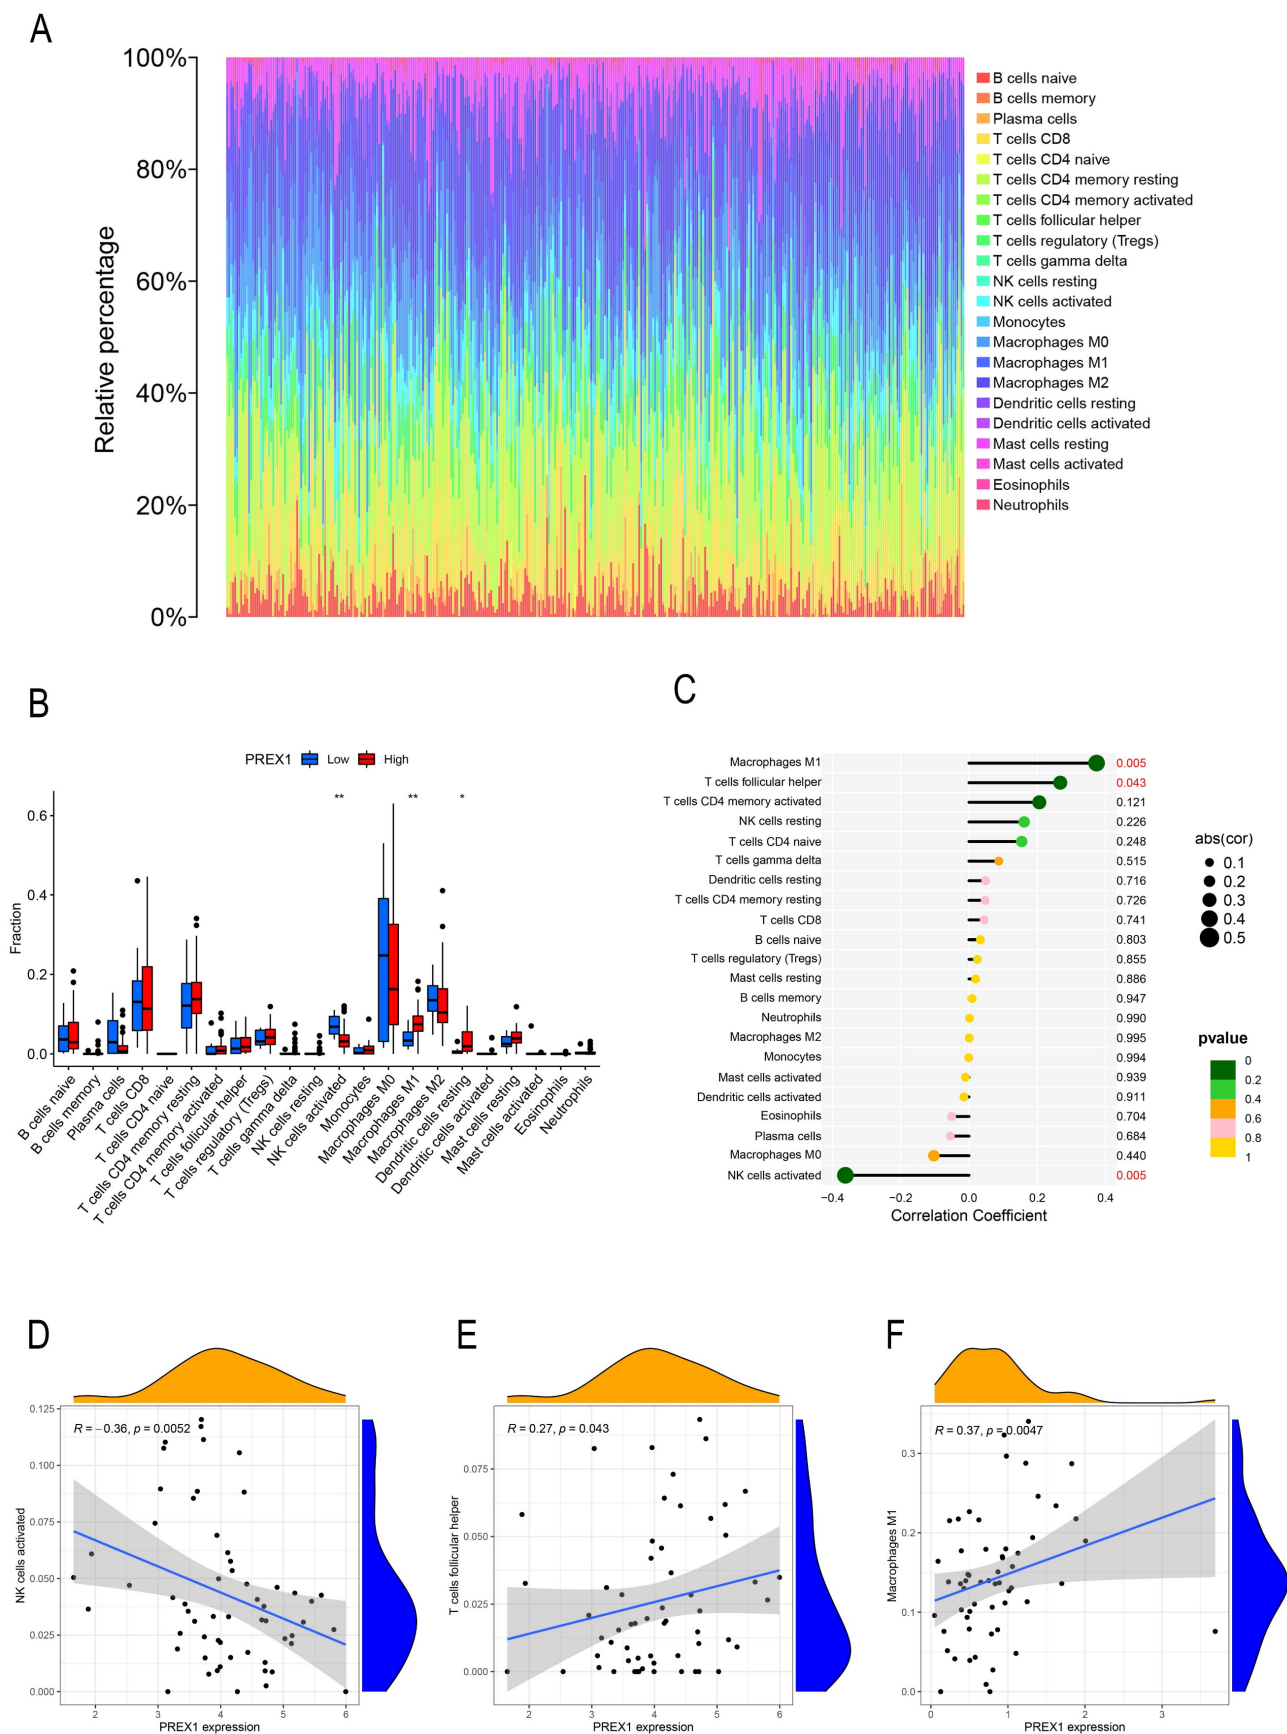 A
Relative percentage
100%
80%
60%
40%
20%
0%
B cells naive
B cells memory
Plasma cells
T cells CD8
T cells CD4 naive
T cells CD4 memory resting
T cells CD4 memory activated
T cells follicular helper
T cells regulatory (Tregs)
T cells gamma delta
NK cells resting
NK cells activated
Monocytes
Macrophages M0
Macrophages M1
Macrophages M2
Dendritic cells resting
Dendritic cells activated
Mast cells resting
Mast cells activated
Eosinophils
Neutrophils
B
PREX1 Low High
** ** *
Fraction
0.6
0.4
0.2
0.0
B cells naive
B cells memory
Plasma cells
T cells CD8
T cells CD4 naive
T cells CD4 memory resting
T cells CD4 memory activated
T cells follicular helper
T cells regulatory (Tregs)
T cells gamma delta
NK cells resting
NK cells activated
Monocytes
Macrophages M0
Macrophages M1
Macrophages M2
Dendritic cells resting
Dendritic cells activated
Mast cells resting
Mast cells activated
Eosinophils
Neutrophils
C
Macrophages M1 0.005
T cells follicular helper 0.043
T cells CD4 memory activated 0.121
NK cells resting 0.226
T cells CD4 naive 0.248
T cells gamma delta 0.515
Dendritic cells resting 0.716
T cells CD4 memory resting 0.726
T cells CD8 0.741
B cells naive 0.803
T cells regulatory (Tregs) 0.855
Mast cells resting 0.886
B cells memory 0.947
Neutrophils 0.990
Macrophages M2 0.995
Monocytes 0.994
Mast cells activated 0.939
Dendritic cells activated 0.911
Eosinophils 0.704
Plasma cells 0.684
Macrophages M0 0.440
NK cells activated 0.005
−0.4 −0.2 0.0 0.2 0.4
Correlation Coefficient
abs(cor)
0.1
0.2
0.3
0.4
0.5
pvalue
0
0.2
0.4
0.6
0.8
1
D
R = −0.36, p = 0.0052
NK cells activated
0.125
0.100
0.075
0.050
0.025
0.000
2 3 4 5 6
PREX1 expression
E
R = 0.27, p = 0.043
T cells follicular helper
0.075
0.050
0.025
0.000
2 3 4 5 6
PREX1 expression
F
R = 0.37, p = 0.0047
Macrophages M1
0.3
0.2
0.1
0.0
0 1 2 3
PREX1 expression